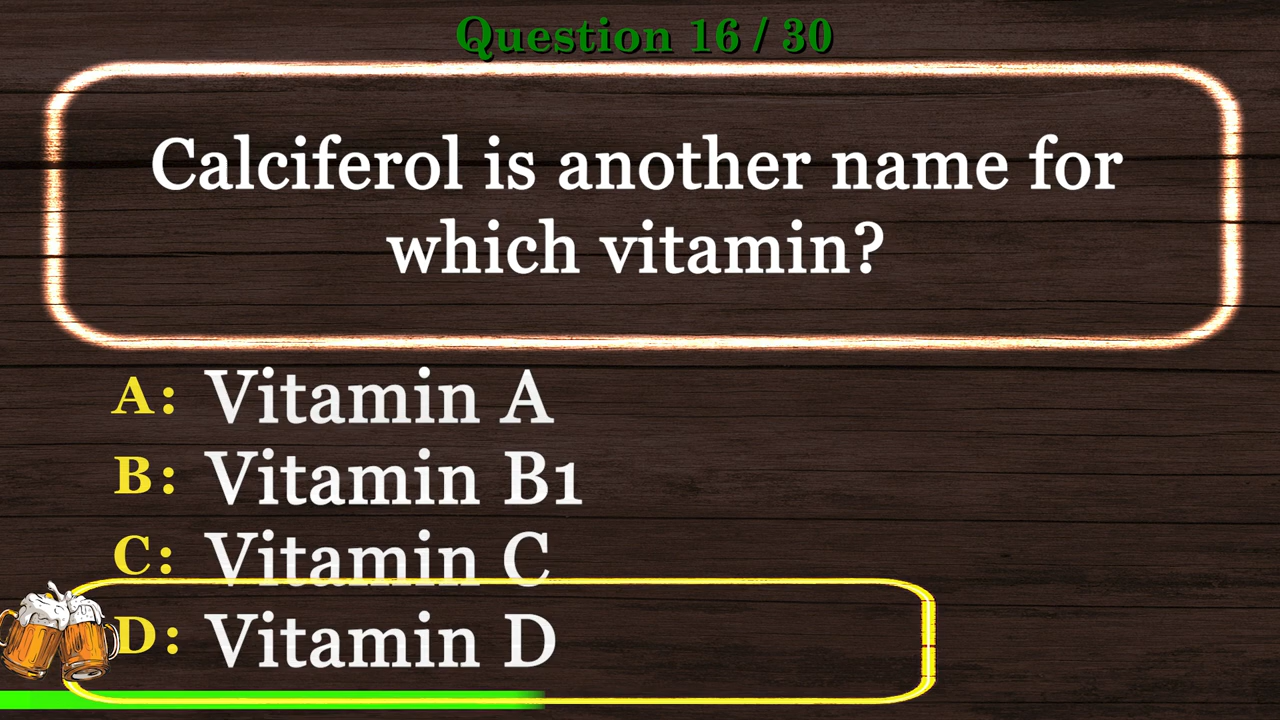 Question 16 / 30
Calciferol is another name for
which vitamin?
A: Vitamin A
B: Vitamin B1
C: Vitamin C
D: Vitamin D